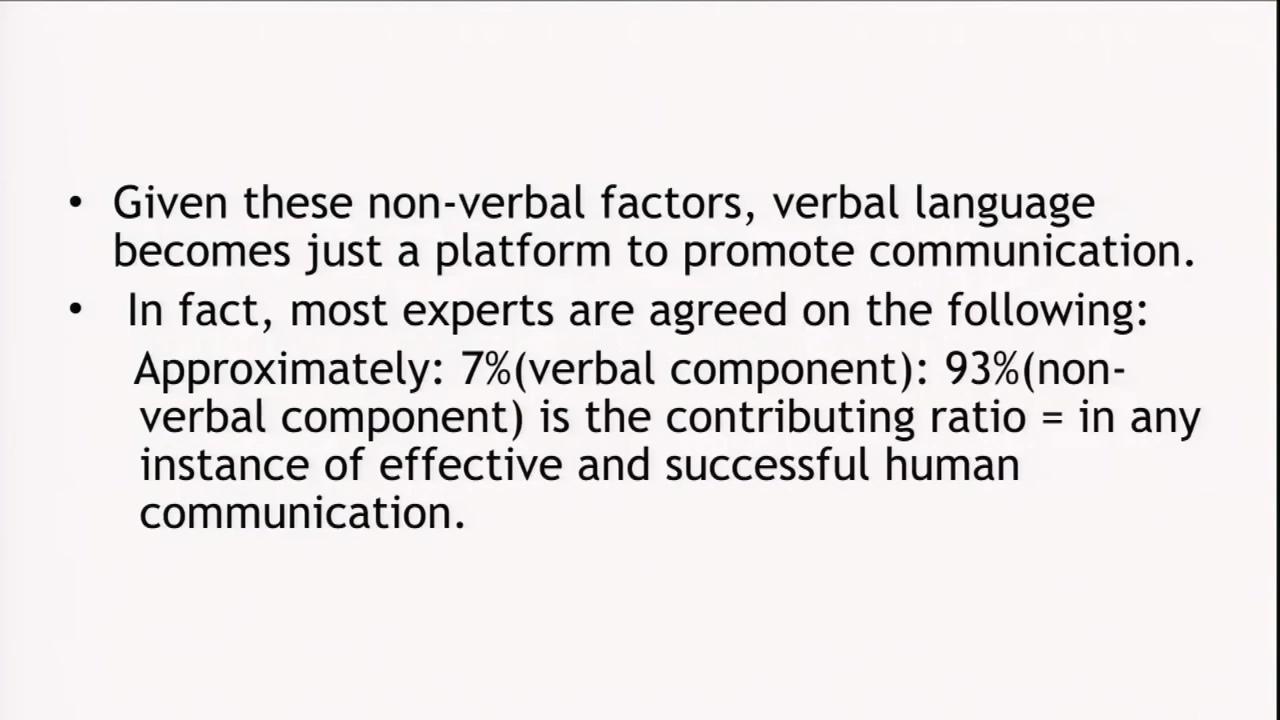 • Given these non-verbal factors, verbal language
becomes just a platform to promote communication.
• In fact, most experts are agreed on the following:
Approximately: 7%(verbal component): 93%(non-
verbal component) is the contributing ratio = in any
instance of effective and successful human
communication.